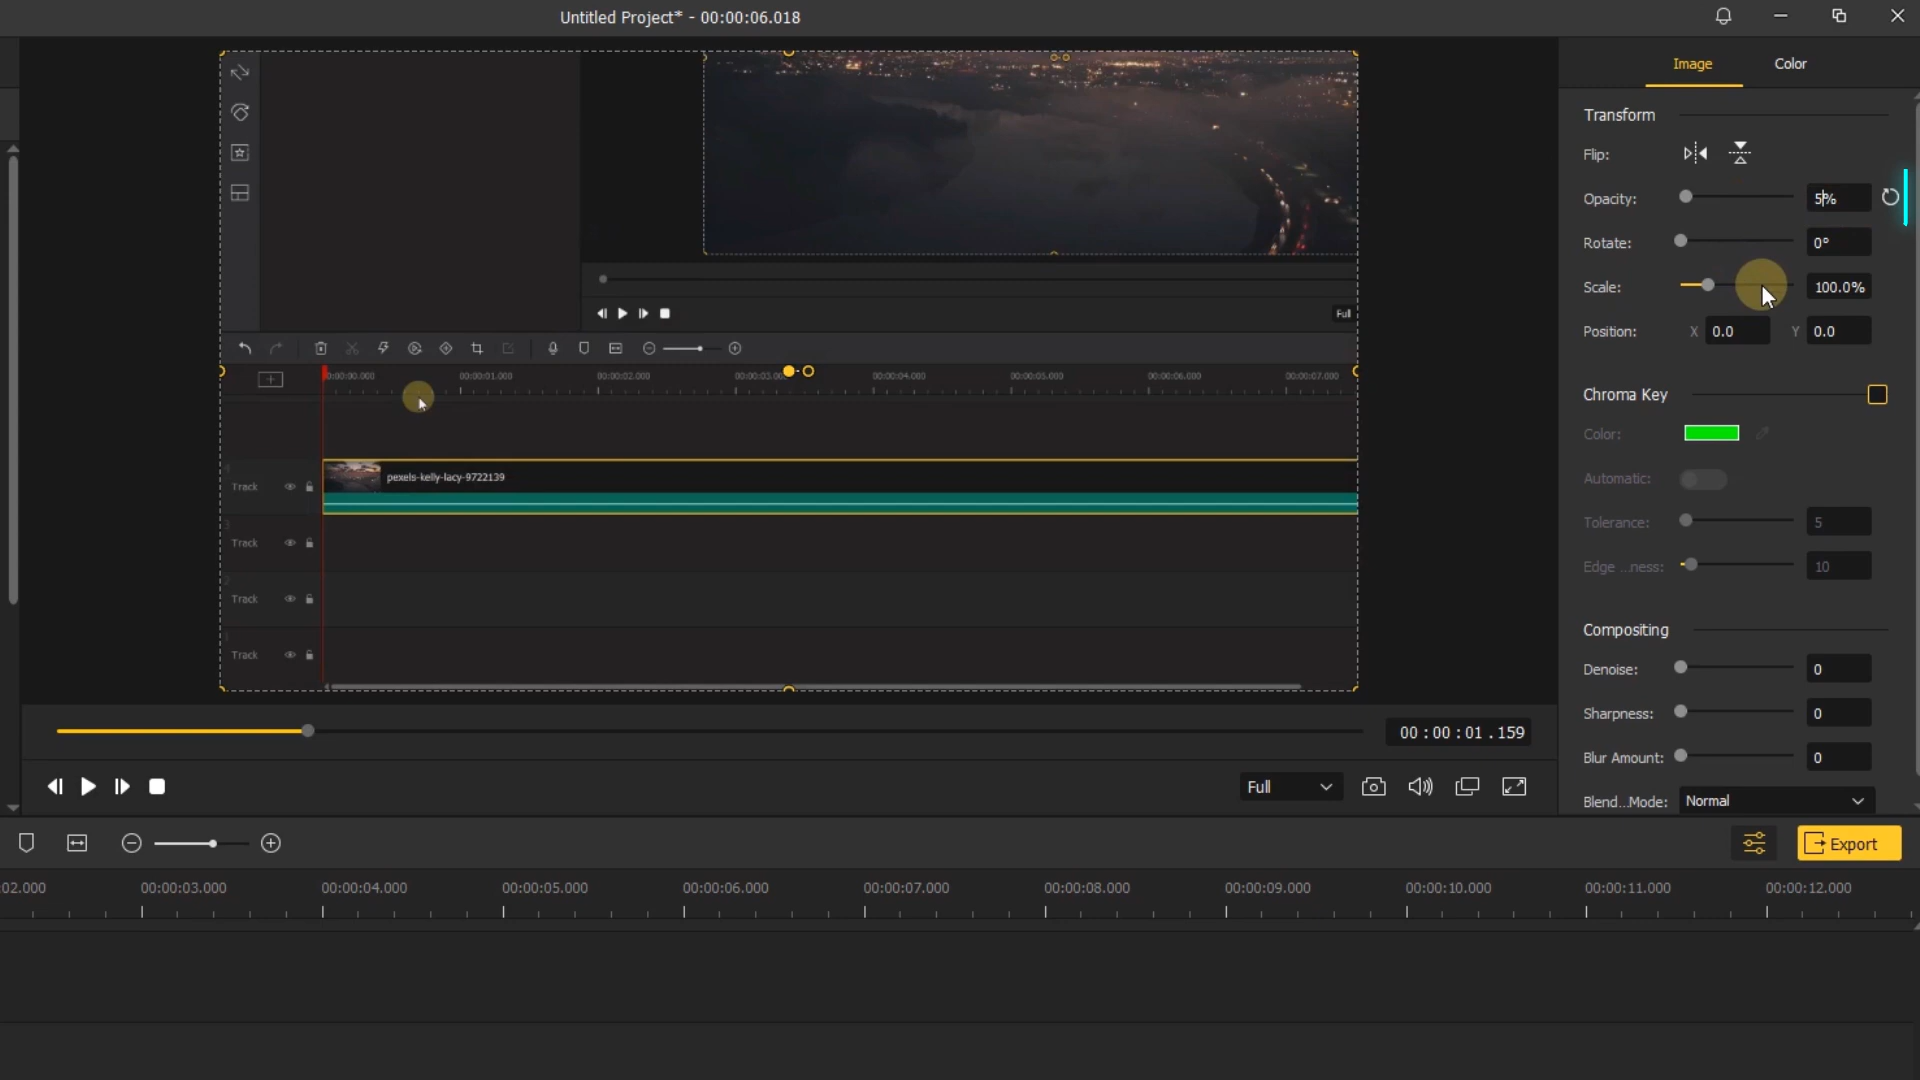 Untitled Project* - 00:00:06.018
Image Color
Transform
Flip:
Opacity: 5%
Rotate: 0°
Scale: 100.0%
Position: X 0.0 Y 0.0
Chroma Key
Color:
Automatic:
Tolerance: 5
Edge ...ness: 10
Compositing
Denoise: 0
Sharpness: 0
Blur Amount: 0
Blend...Mode: Normal
Full
00:00:00.000 00:00:01.000 00:00:02.000 00:00:03.000 00:00:04.000 00:00:05.000 00:00:06.000 00:00:07.000
4
Track
pexels-kelly-lacy-9722139
3
Track
2
Track
1
Track
00:00:01.159
Full
Export
:02.000 00:00:03.000 00:00:04.000 00:00:05.000 00:00:06.000 00:00:07.000 00:00:08.000 00:00:09.000 00:00:10.000 00:00:11.000 00:00:12.000